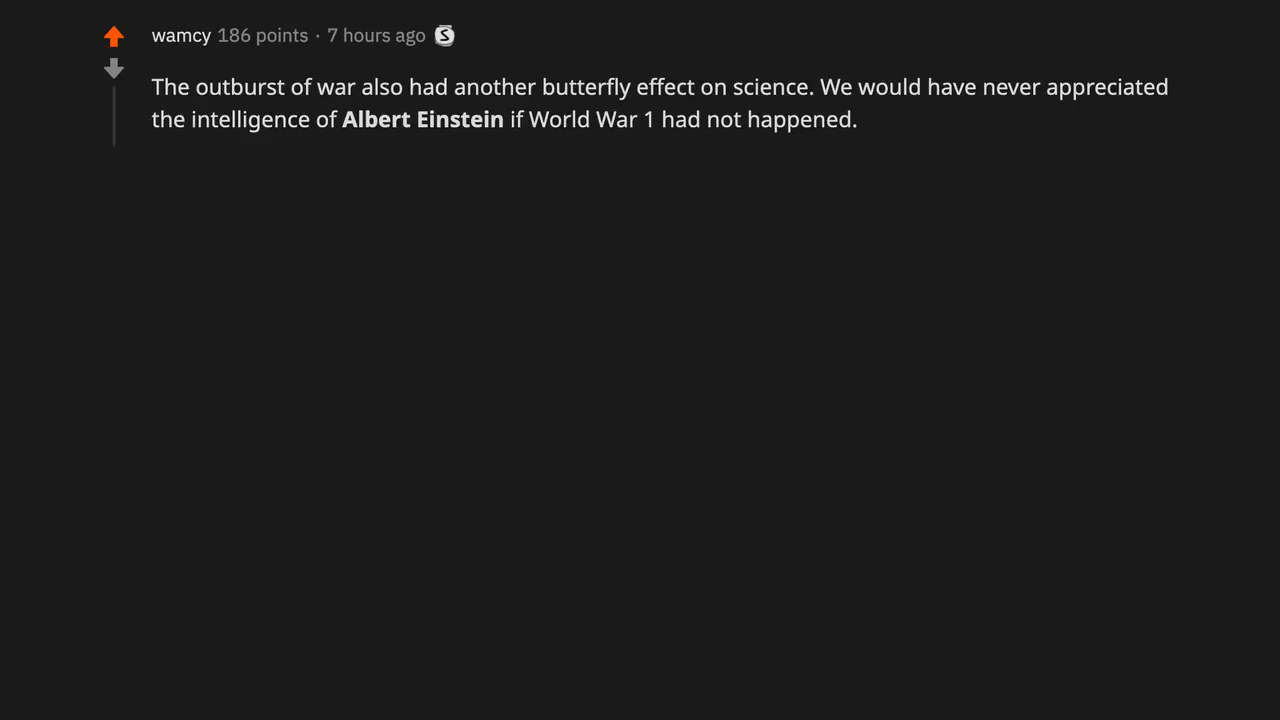 wamcy 186 points · 7 hours ago S
The outburst of war also had another butterfly effect on science. We would have never appreciated
the intelligence of Albert Einstein if World War 1 had not happened.